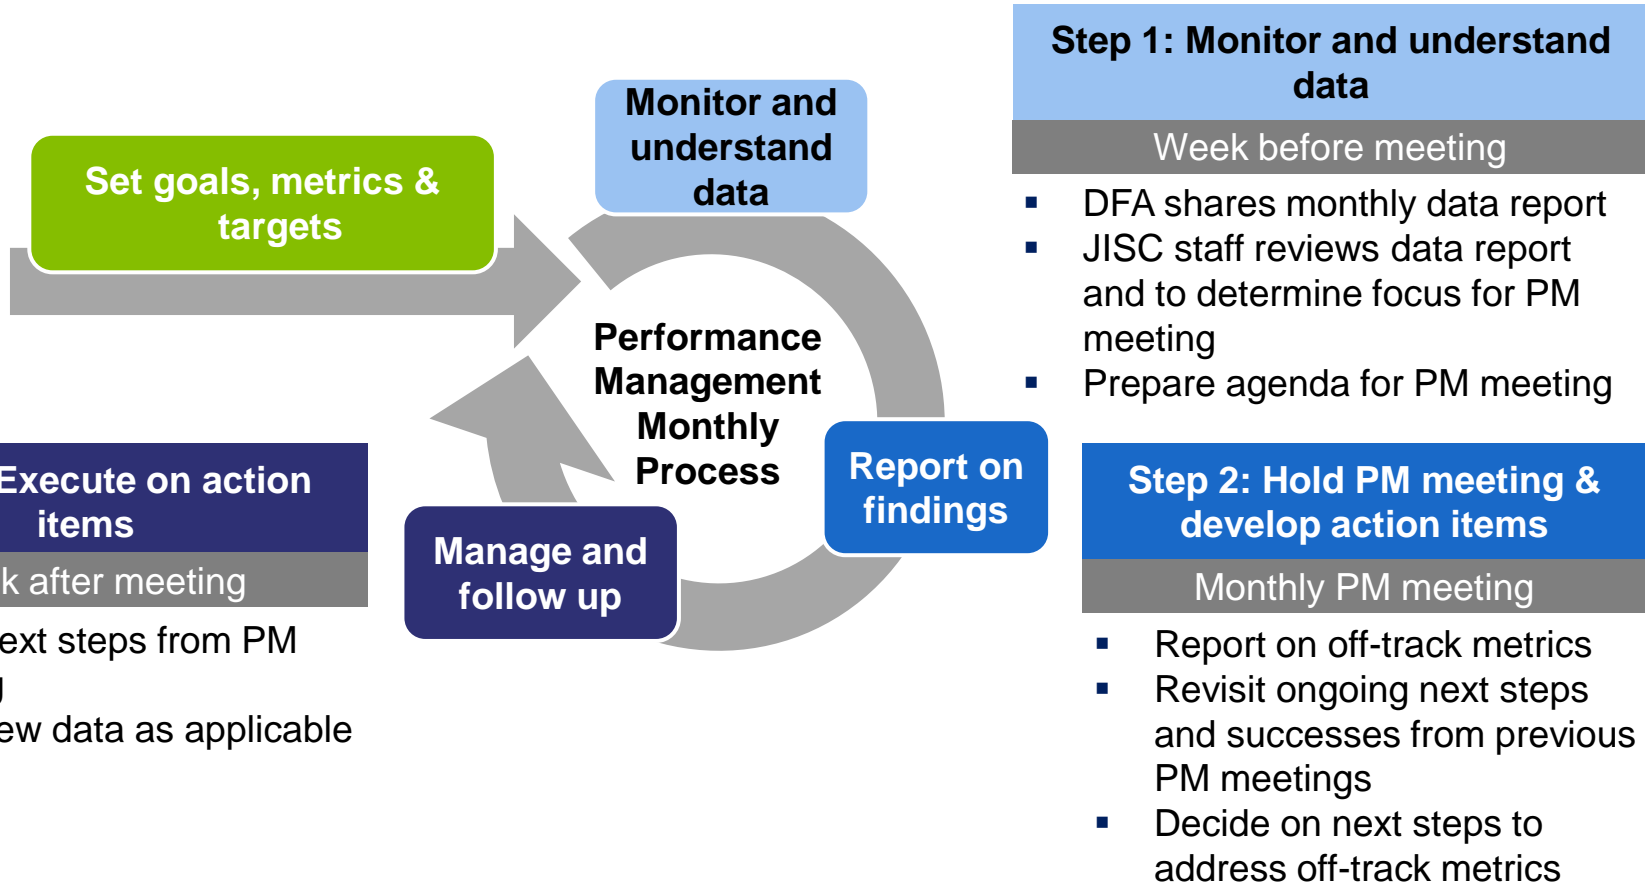 Step 1: Monitor and understand
data
Week before meeting
▪ DFA shares monthly data report
▪ JISC staff reviews data report
and to determine focus for PM
meeting
▪ Prepare agenda for PM meeting
Monitor and
understand
data
Set goals, metrics &
targets
Performance
Management
Monthly
Process
Report on
findings
Manage and
follow up
Step 2: Hold PM meeting &
develop action items
Monthly PM meeting
▪ Report on off-track metrics
▪ Revisit ongoing next steps
and successes from previous
PM meetings
▪ Decide on next steps to
address off-track metrics
Execute on action
items
after meeting
steps from PM
data as applicable